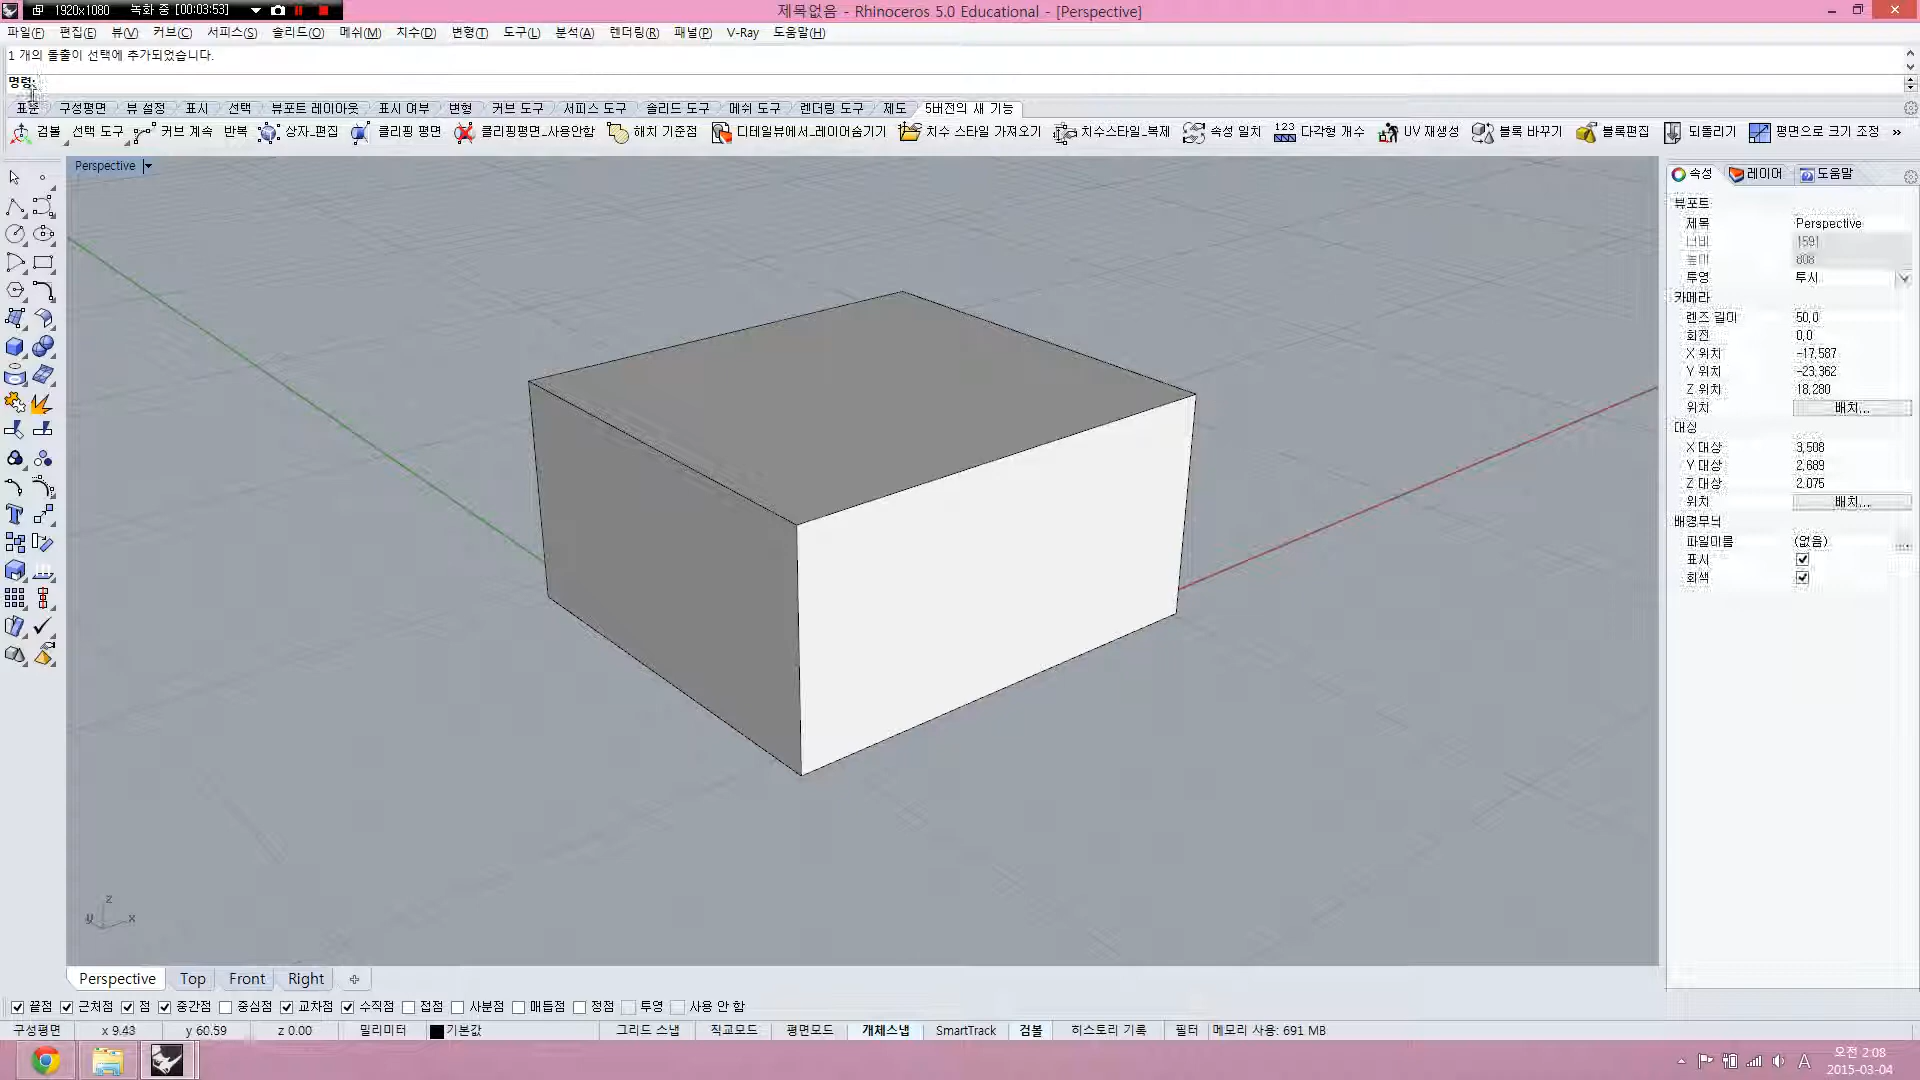 1920x1080 녹화 중 [00:03:53]
제목없음 - Rhinoceros 5.0 Educational - [Perspective]
파일(F) 편집(E) 뷰(V) 커브(C) 서피스(S) 솔리드(O) 메쉬(M) 치수(D) 변형(T) 도구(L) 분석(A) 렌더링(R) 패널(P) V-Ray 도움말(H)
1 개의 돌출이 선택에 추가되었습니다.
명령:
표준 구성평면 뷰 설정 표시 선택 뷰포트 레이아웃 표시 여부 변형 커브 도구 서피스 도구 솔리드 도구 메쉬 도구 렌더링 도구 제도 5버전의 새 기능
검볼 선택 도구 커브 계속 반복 상자_편집 클리핑 평면 클리핑평면_사용안함 해치 기준점 디테일뷰에서_레이어숨기기 치수 스타일 가져오기 치수스타일_복제 속성 일치 123 다각형 개수 UV 재생성 블록 바꾸기 블록편집 되돌리기 평면으로 크기 조정 »
Perspective
속성 레이어 도움말
뷰포트
제목 Perspective
너비 1591
높이 808
투영 투시
카메라
렌즈 길이 50,0
회전 0,0
X 위치 -17,587
Y 위치 -23,362
Z 위치 18,280
위치 배치...
대상
X 대상 3,508
Y 대상 2,689
Z 대상 2,075
위치 배치...
배경무늬
파일미름 (없음) ...
표시
회색
z
y x
Perspective Top Front Right
끝점 근처점 점 중간점 중심점 교차점 수직점 접점 사분점 매듭점 정점 투영 사용 안 함
구성평면 x 9.43 y 60.59 z 0.00 밀리미터 기본값 그리드 스냅 직교모드 평면모드 개체스냅 SmartTrack 검볼 히스토리 기록 필터 메모리 사용: 691 MB
A 오전 2:08
2015-03-04